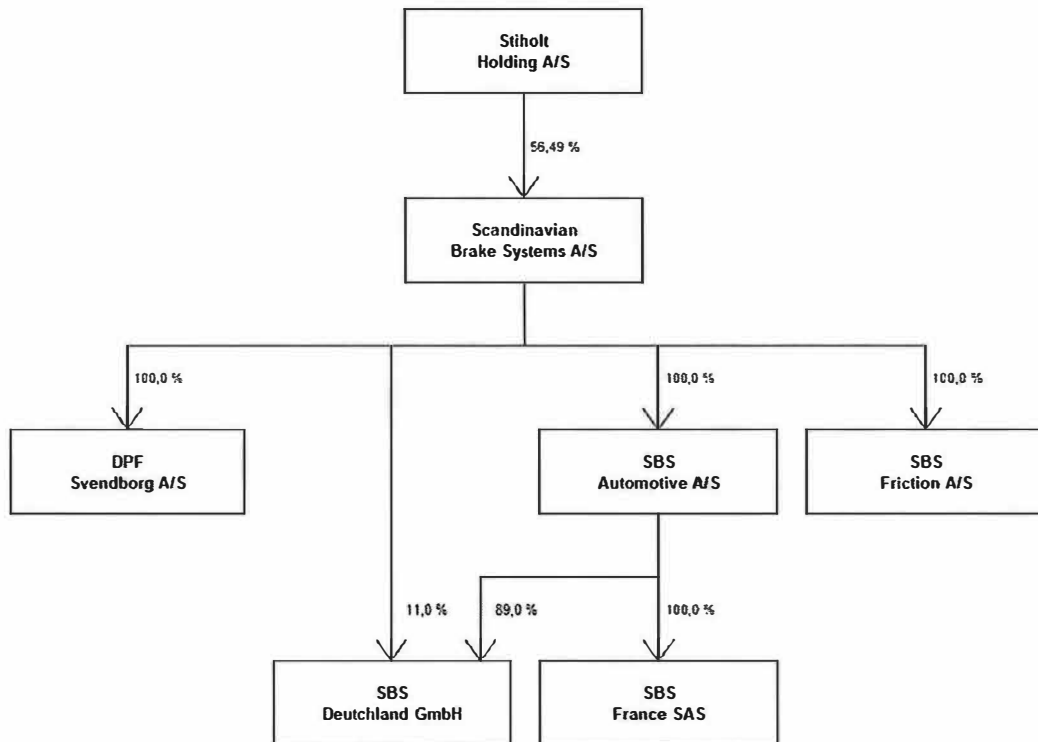 Stiholt
Holding A/S
56,49 %
Scandinavian
Brake Systems A/S
100,0 %
100,0 %
100,0 %
DPF
Svendborg A/S
SBS
Automotive A/S
SBS
Friction A/S
11,0 %
89,0 %
100,0 %
SBS
Deutchland GmbH
SBS
France SAS